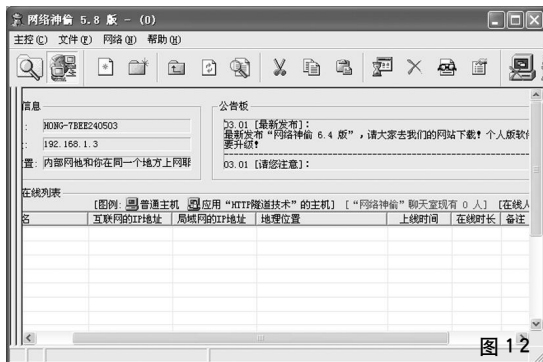 网络神偷 5.8 版 - (0)
主控(C) 文件(F) 网络(N) 帮助(H)
信息
公告板
: HONG-7BEE240503
: 192.168.1.3
置: 内部网他和你在同一个地方上网聊
03.01 [最新发布]:
最新发布“网络神偷 6.4 版”,请大家去我们的网站下载! 个人版软件
要升级!
03.01 [请您注意]:
在线列表
[图例: 普通主机 应用“HTTP隧道技术”的主机] [“网络神偷”聊天室现有 0 人] [在线人
名 互联网的IP地址 局域网的IP地址 地理位置 上线时间 在线时长 备注
图 12